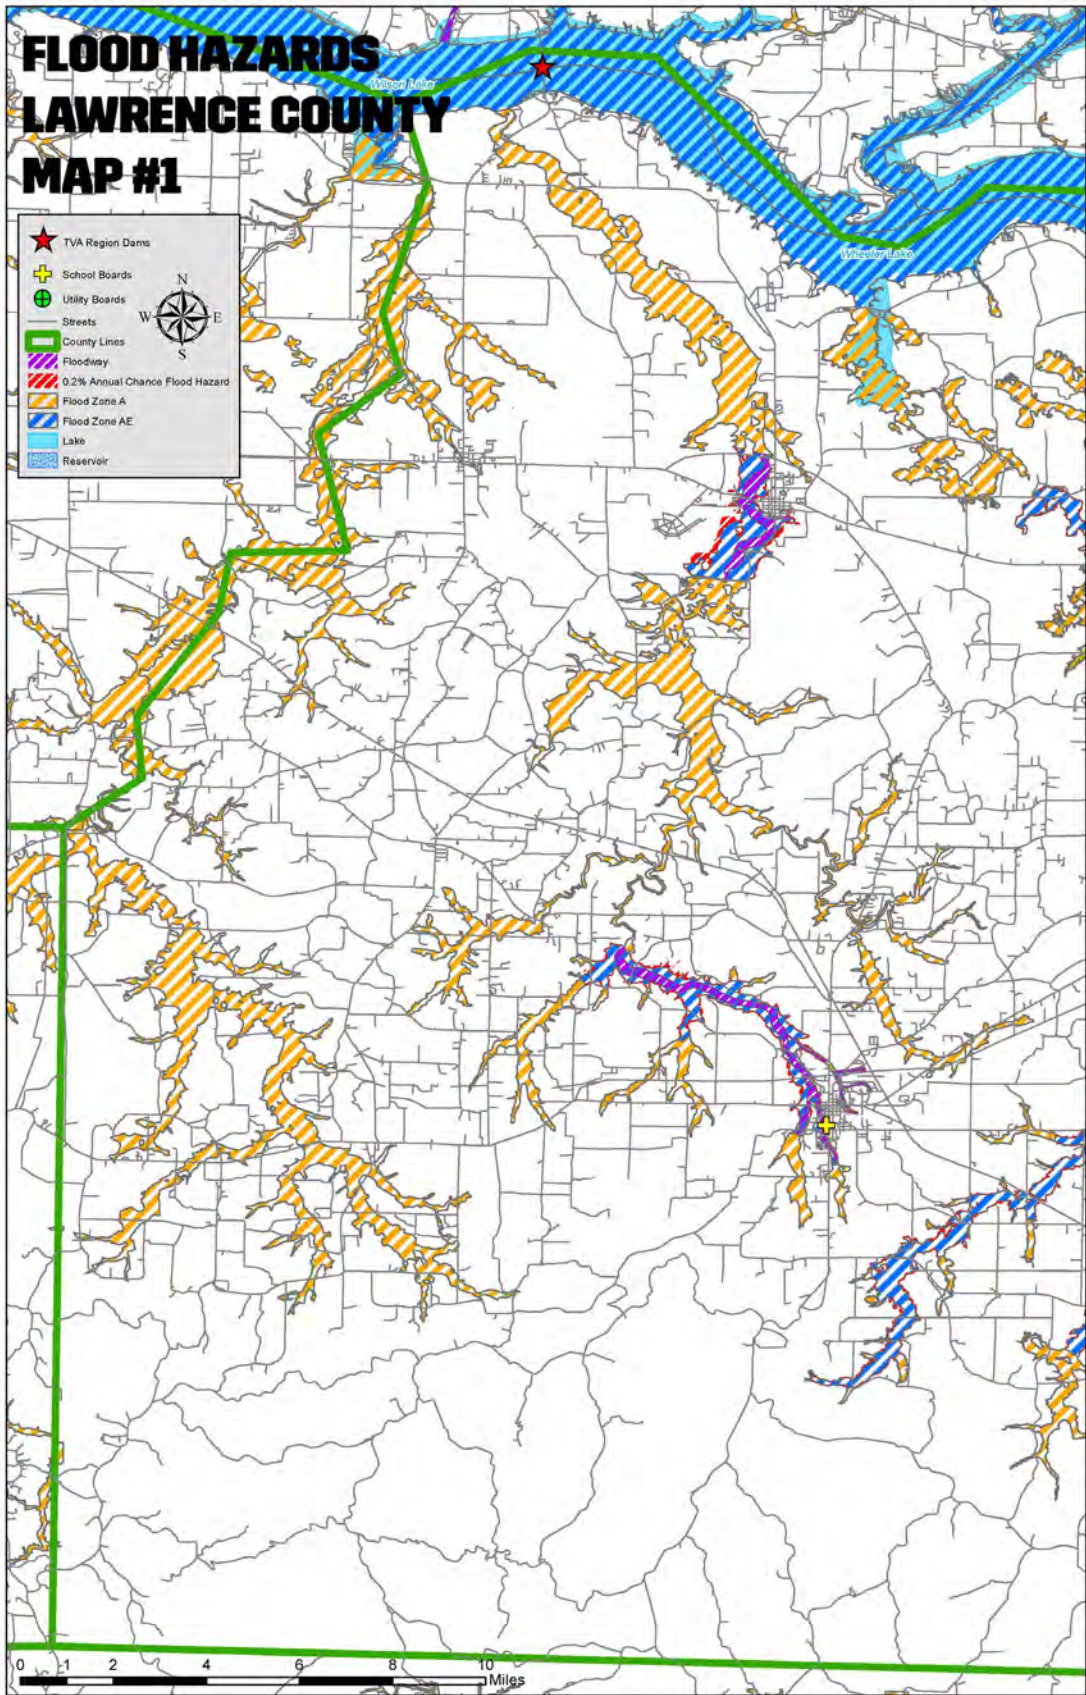 FLOOD HAZARDS
LAWRENCE COUNTY
MAP #1
Wilson Lake
Wheeler Lake
TVA Region Dams
School Boards
Utility Boards
Streets
County Lines
Floodway
0.2% Annual Chance Flood Hazard
Flood Zone A
Flood Zone AE
Lake
Reservoir
N
W E
S
0 1 2 4 6 8 10
Miles